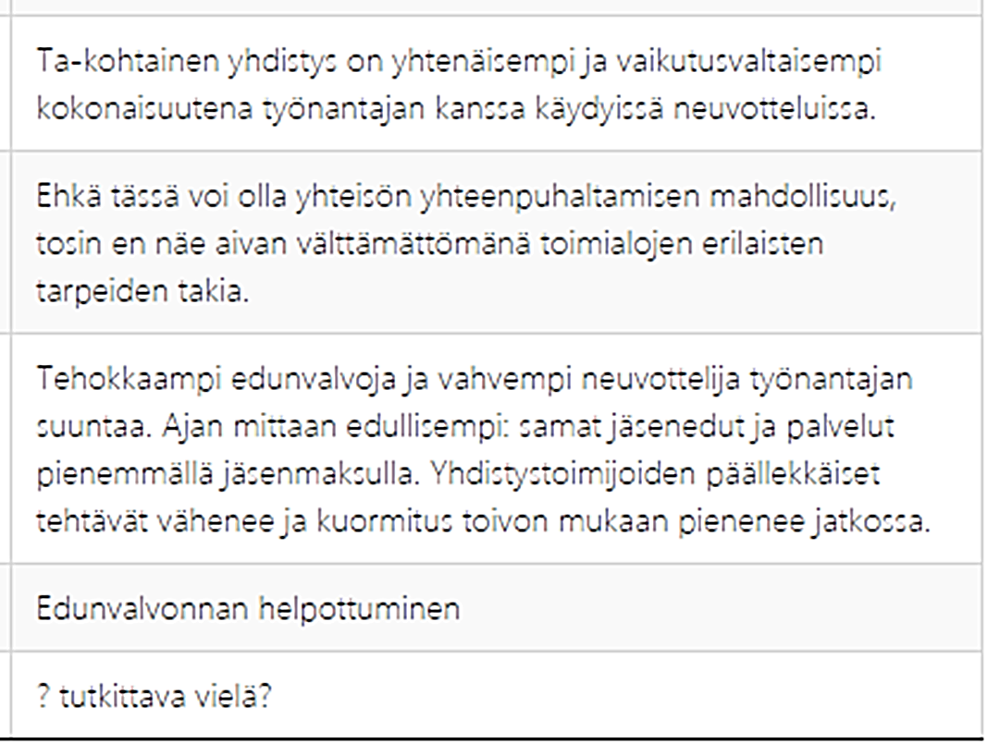 Ta-kohtainen yhdistys on yhtenäisempi ja vaikutusvaltaisempi
kokonaisuutena työnantajan kanssa käydyissä neuvotteluissa.
Ehkä tässä voi olla yhteisön yhteenpuhaltamisen mahdollisuus,
tosin en näe aivan välttämättömänä toimialojen erilaisten
tarpeiden takia.
Tehokkaampi edunvalvoja ja vahvempi neuvottelija työnantajan
suuntaa. Ajan mittaan edullisempi: samat jäsenedut ja palvelut
pienemmällä jäsenmaksulla. Yhdistystoimijoiden päällekkäiset
tehtävät vähenee ja kuormitus toivon mukaan pienenee jatkossa.
Edunvalvonnan helpottuminen
? tutkittava vielä?